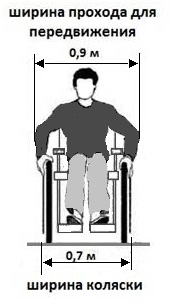 ширина прохода для
передвижения
0,9 м
0,7 м
ширина коляски